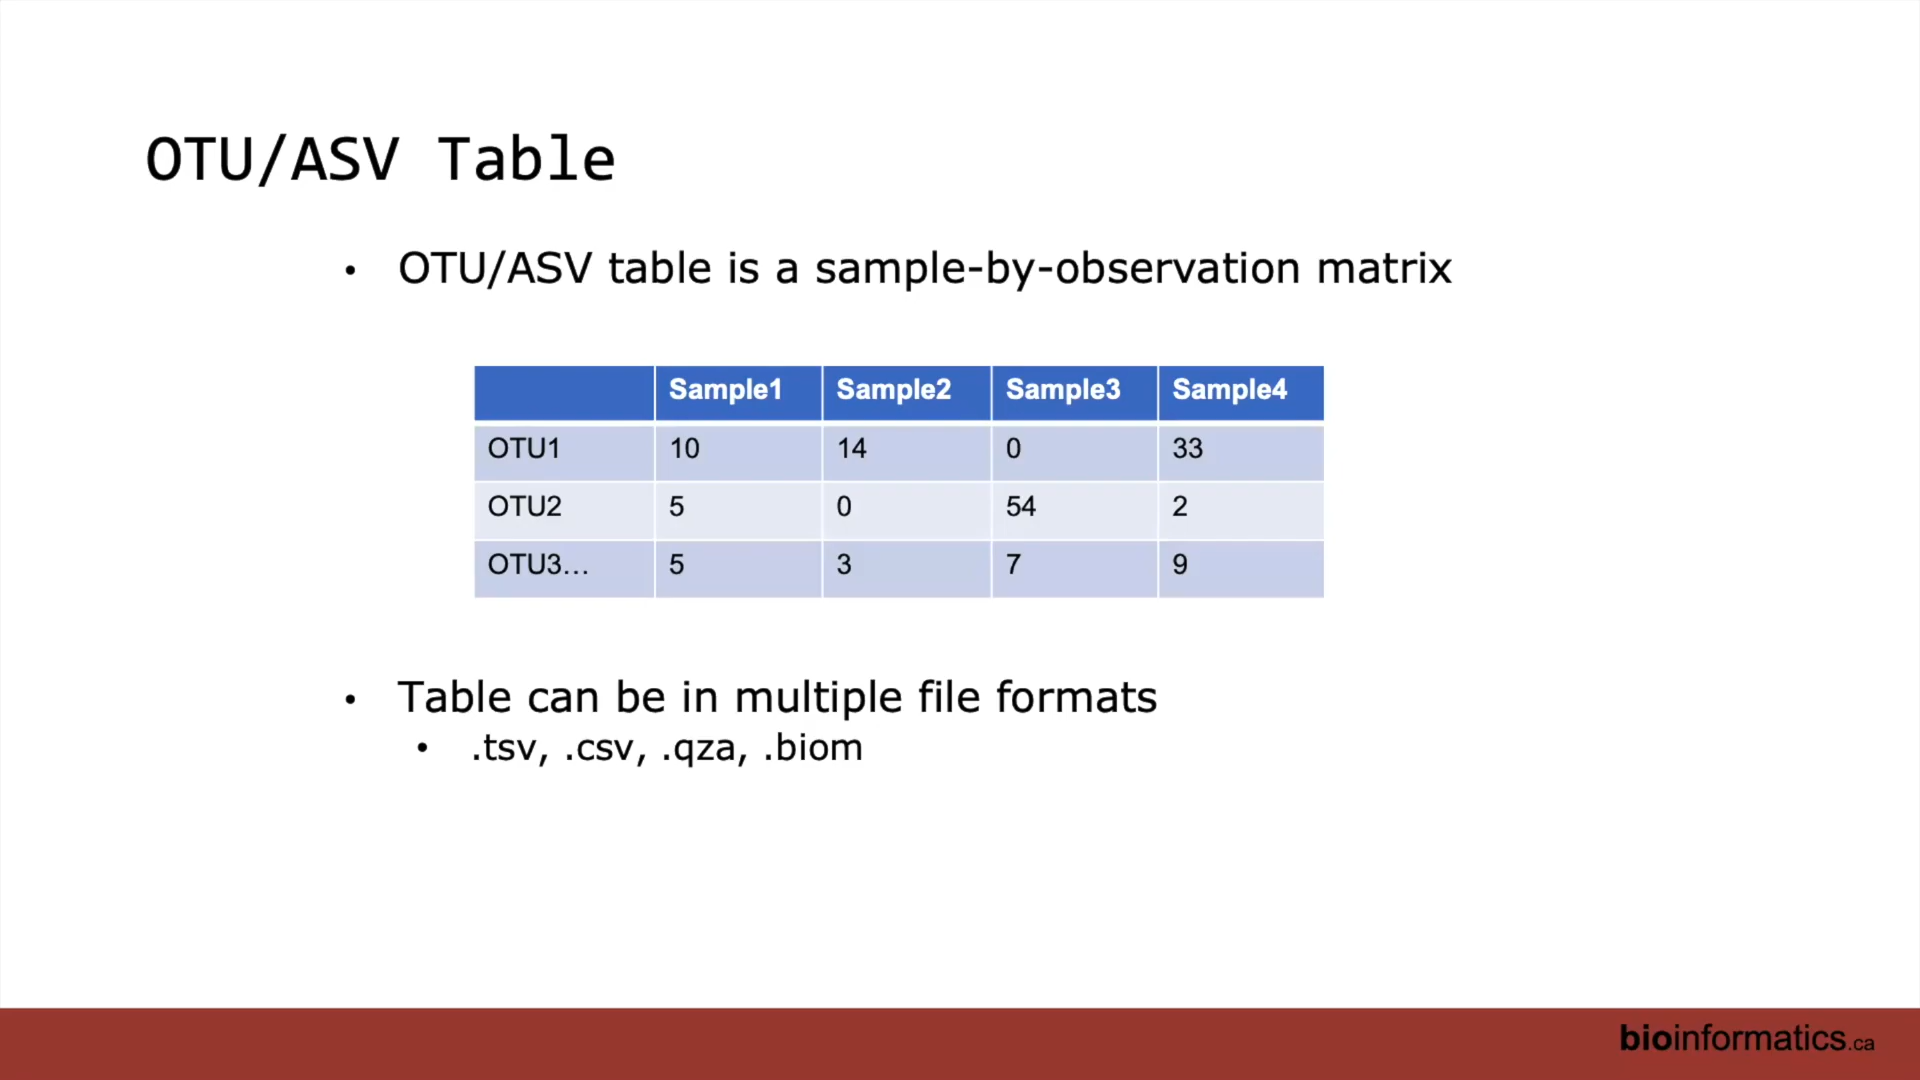 OTU/ASV Table
• OTU/ASV table is a sample-by-observation matrix
Sample1 Sample2 Sample3 Sample4
OTU1 10 14 0 33
OTU2 5 0 54 2
OTU3... 5 3 7 9
• Table can be in multiple file formats
• .tsv, .csv, .qza, .biom
bioinformatics.ca